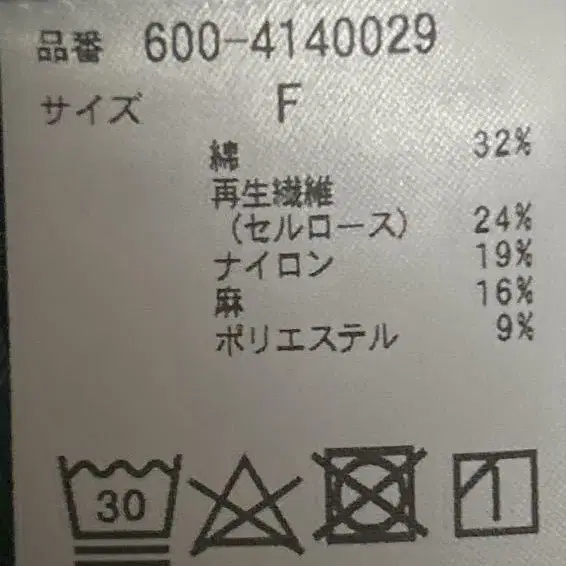 品番 600-4140029
サイズ F
綿 32%
再生繊維
（セルロース） 24%
ナイロン 19%
麻 16%
ポリエステル 9%
30